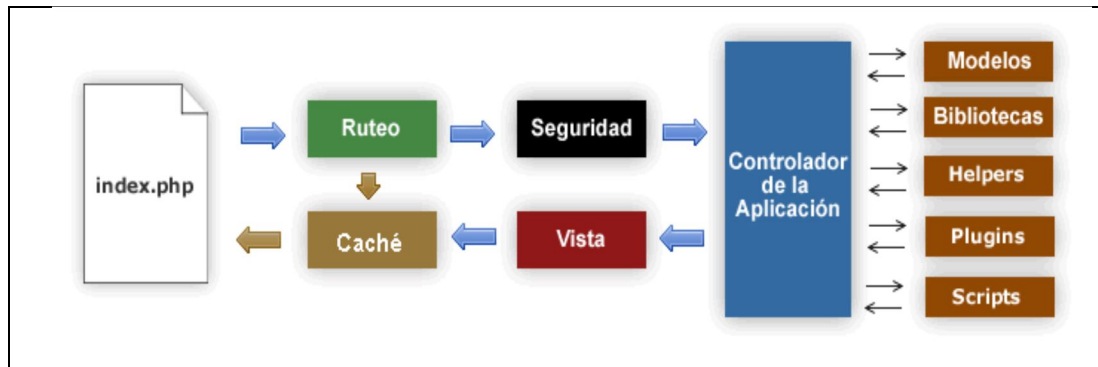 index.php
Ruteo
Seguridad
Caché
Vista
Controlador
de la
Aplicación
Modelos
Bibliotecas
Helpers
Plugins
Scripts